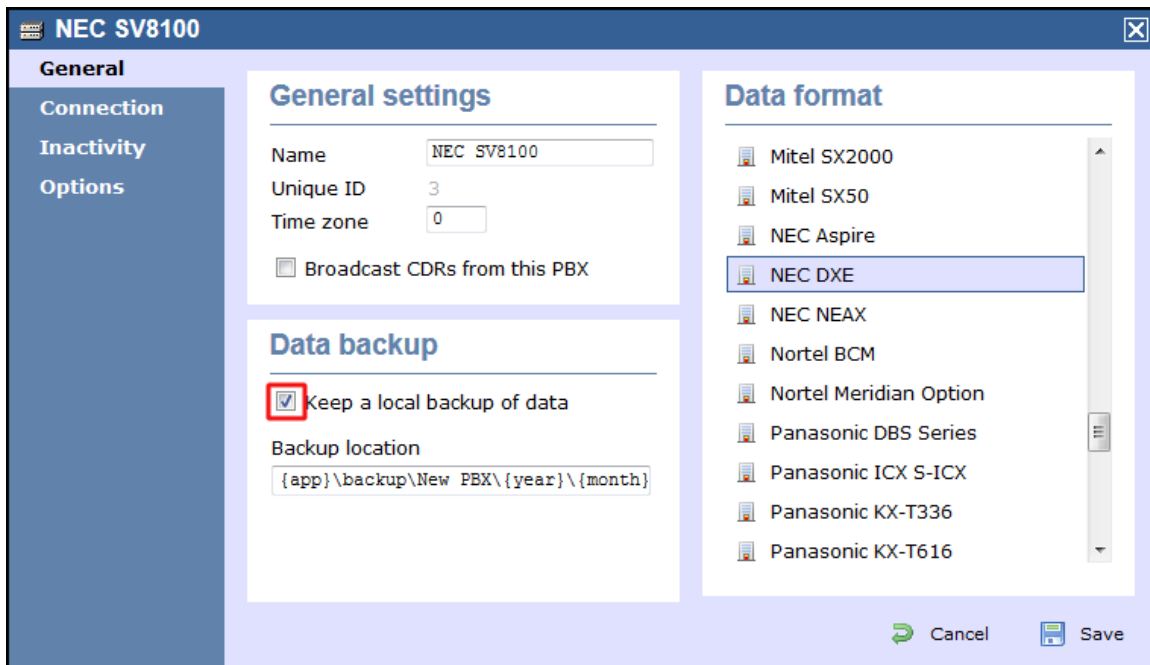 NEC SV8100
General
Connection
Inactivity
Options
General settings
Name NEC SV8100
Unique ID 3
Time zone 0
Broadcast CDRs from this PBX
Data backup
Keep a local backup of data
Backup location
{app}\backup\New PBX\{year}\{month}
Data format
Mitel SX2000
Mitel SX50
NEC Aspire
NEC DXE
NEC NEAX
Nortel BCM
Nortel Meridian Option
Panasonic DBS Series
Panasonic ICX S-ICX
Panasonic KX-T336
Panasonic KX-T616
Cancel Save